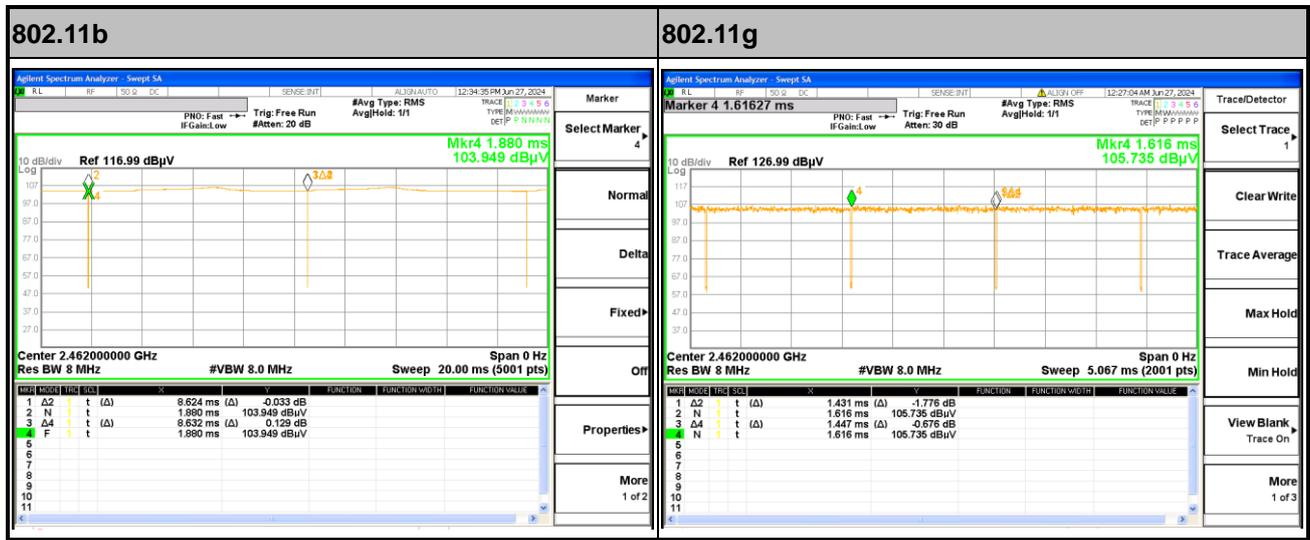 802.11b
Agilent Spectrum Analyzer - Swept SA
RL RF 50 Ω DC SENSE:INT ALIGN AUTO 12:34:35 PM Jun 27, 2024
PNO: Fast
IFGain:Low
Trig: Free Run
#Atten: 20 dB
#Avg Type: RMS
Avg|Hold: 1/1
TRACE 1 2 3 4 5 6
TYPE
DET P P N N N N
Mkr4 1.880 ms
103.949 dBµV
10 dB/div Ref 116.99 dBµV
Log
107
97.0
87.0
77.0
67.0
57.0
47.0
37.0
27.0
2
4
Center 2.462000000 GHz Span 0 Hz
Res BW 8 MHz #VBW 8.0 MHz Sweep 20.00 ms (5001 pts)
MKR MODE TRC SCL X Y FUNCTION FUNCTION WIDTH FUNCTION VALUE
1 Δ2 1 t (Δ) 8.624 ms (Δ) -0.033 dB
2 N 1 t 1.880 ms 103.949 dBµV
3 Δ4 1 t (Δ) 8.632 ms (Δ) 0.129 dB
4 F 1 t 1.880 ms 103.949 dBµV
5
6
7
8
9
10
11
Marker
Select Marker
4
Normal
Delta
Fixed
Off
Properties
More
1 of 2
802.11g
Agilent Spectrum Analyzer - Swept SA
RL RF 50 Ω DC SENSE:INT ALIGN OFF 12:27:04 AM Jun 27, 2024
Marker 4 1.61627 ms
PNO: Fast
IFGain:Low
Trig: Free Run
Atten: 30 dB
#Avg Type: RMS
Avg|Hold: 1/1
TRACE 1 2 3 4 5 6
TYPE
DET P P P P P P
Mkr4 1.616 ms
105.735 dBµV
10 dB/div Ref 126.99 dBµV
Log
117
107
97.0
87.0
77.0
67.0
57.0
47.0
37.0
4
Center 2.462000000 GHz Span 0 Hz
Res BW 8 MHz #VBW 8.0 MHz Sweep 5.067 ms (2001 pts)
MKR MODE TRC SCL X Y FUNCTION FUNCTION WIDTH FUNCTION VALUE
1 Δ2 1 t (Δ) 1.431 ms (Δ) -1.776 dB
2 N 1 t 1.616 ms 105.735 dBµV
3 Δ4 1 t (Δ) 1.447 ms (Δ) -0.676 dB
4 N 1 t 1.616 ms 105.735 dBµV
5
6
7
8
9
10
11
Trace/Detector
Select Trace
1
Clear Write
Trace Average
Max Hold
Min Hold
View Blank
Trace On
More
1 of 3